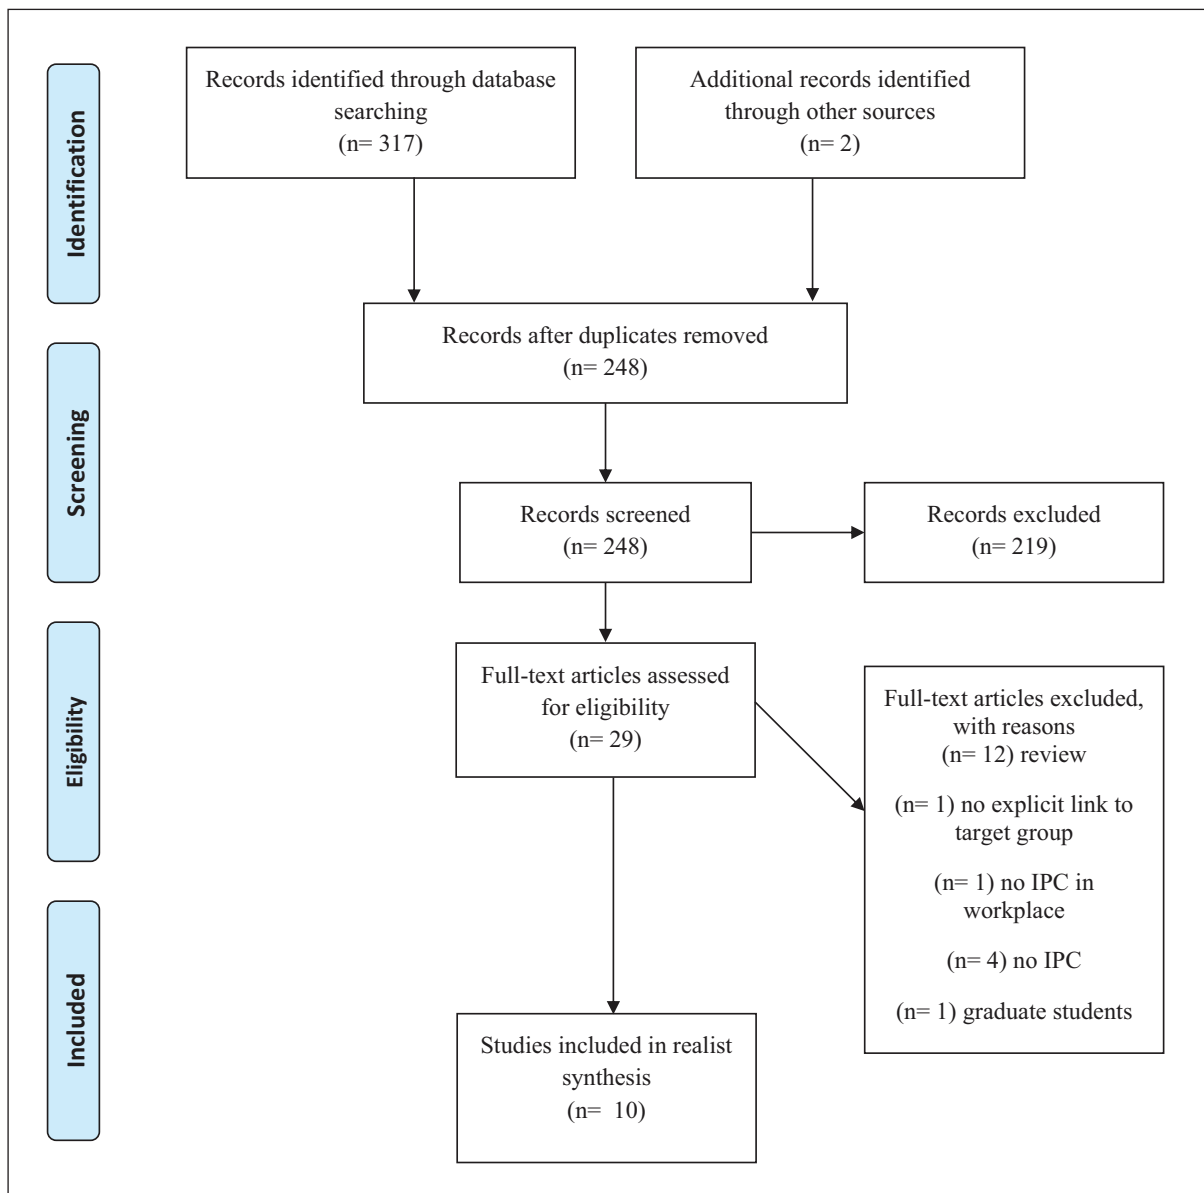 Identification
Records identified through database
searching
(n= 317)
Additional records identified
through other sources
(n= 2)
Records after duplicates removed
(n= 248)
Screening
Records screened
(n= 248)
Records excluded
(n= 219)
Eligibility
Full-text articles assessed
for eligibility
(n= 29)
Full-text articles excluded,
with reasons
(n= 12) review
(n= 1) no explicit link to
target group
(n= 1) no IPC in
workplace
(n= 4) no IPC
(n= 1) graduate students
Included
Studies included in realist
synthesis
(n=  10)